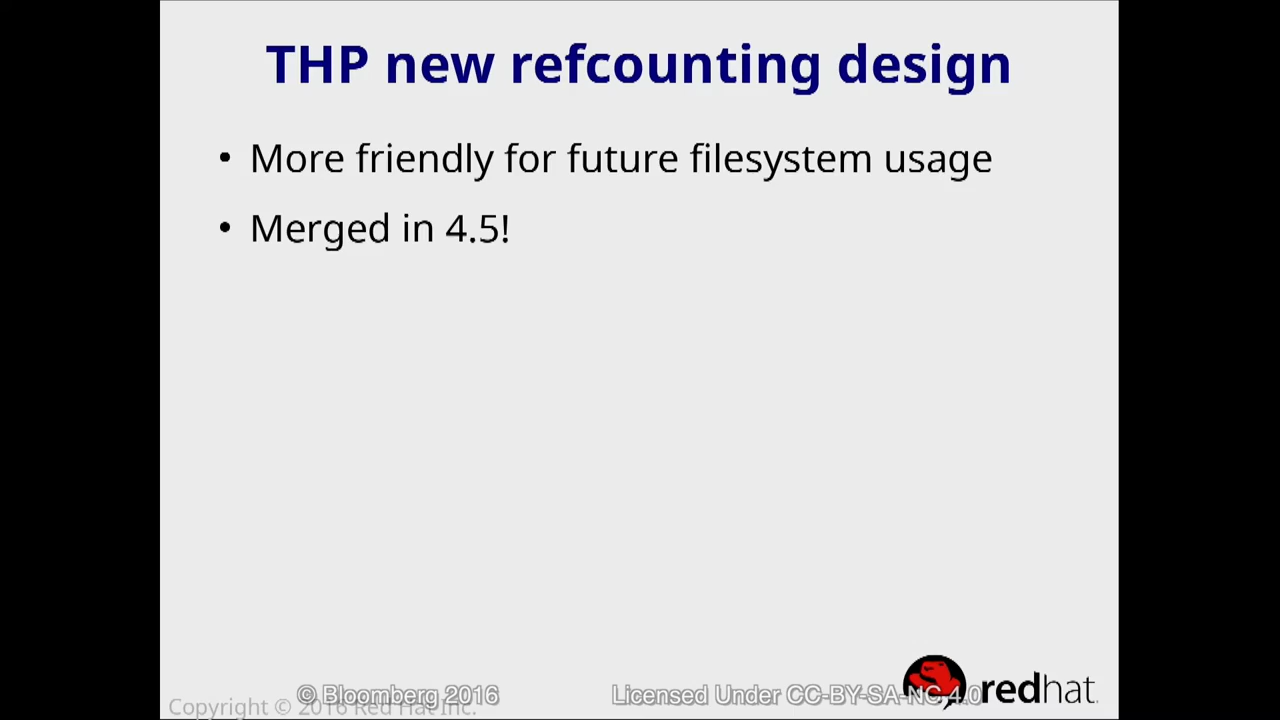 THP new refcounting design
• More friendly for future filesystem usage
• Merged in 4.5!
redhat.
© Bloomberg 2016 Licensed Under CC-BY-SA-NC 4.0
Copyright © 2016 Red Hat Inc.